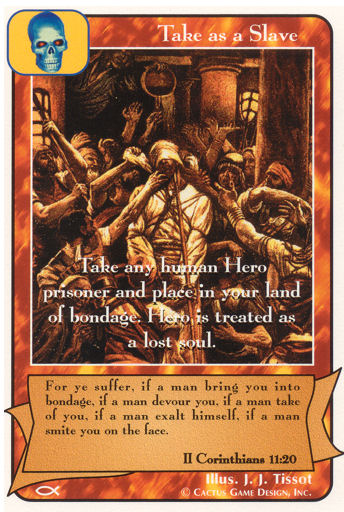 Take as a Slave
Take any human Hero
prisoner and place in your land
of bondage. Hero is treated as
a lost soul.
For ye suffer, if a man bring you into
bondage, if a man devour you, if a man take
of you, if a man exalt himself, if a man
smite you on the face.
II Corinthians 11:20
Illus. J. J. Tissot
© Cactus Game Design, Inc.